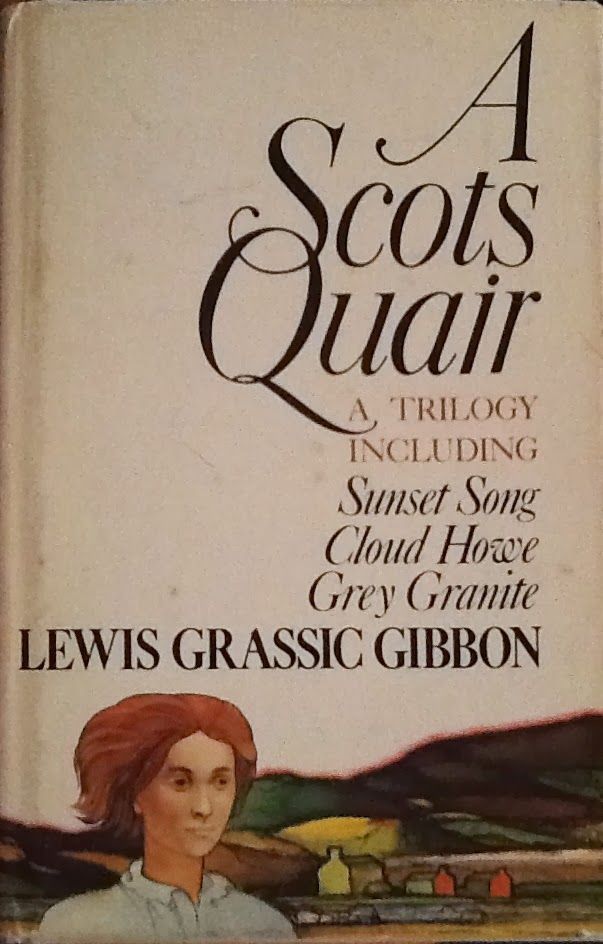 A
Scots
Quair
A TRILOGY
INCLUDING
Sunset Song
Cloud Howe
Grey Granite
LEWIS GRASSIC GIBBON